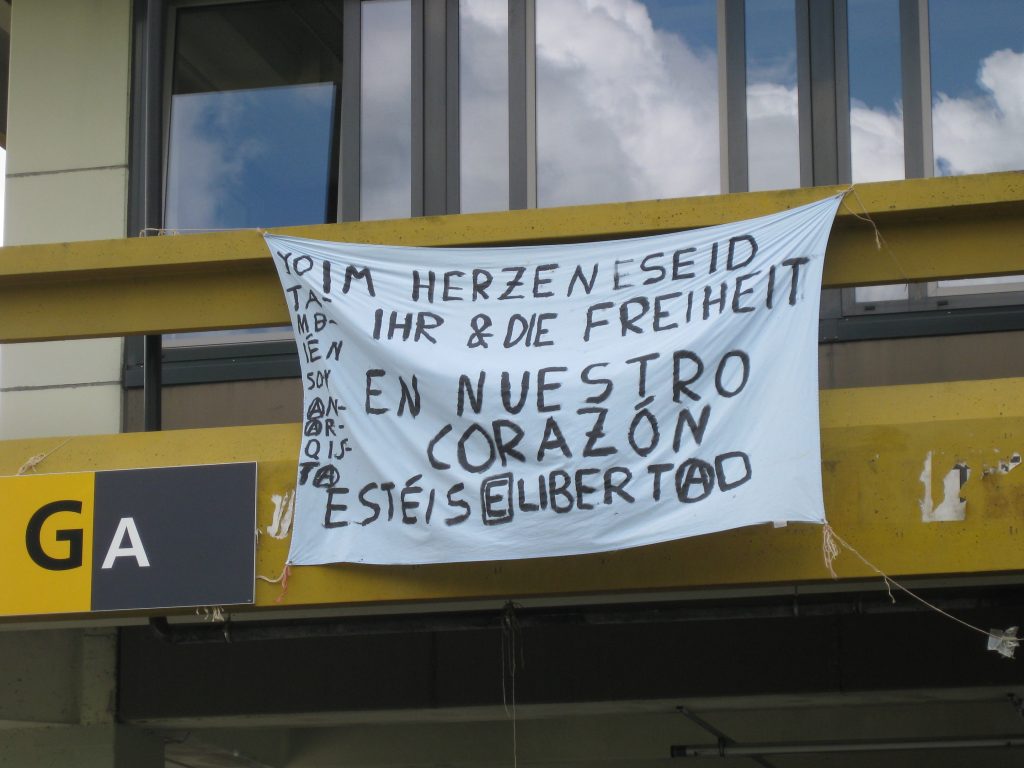 YO
TA-
MB-
IÉN
SOY
AN-
AR-
QIS-
TA
IM HERZEN ESEID
IHR & DIE FREIHEIT
EN NUESTRO
CORAZÓN
ESTÉIS E LIBERTAD
GA